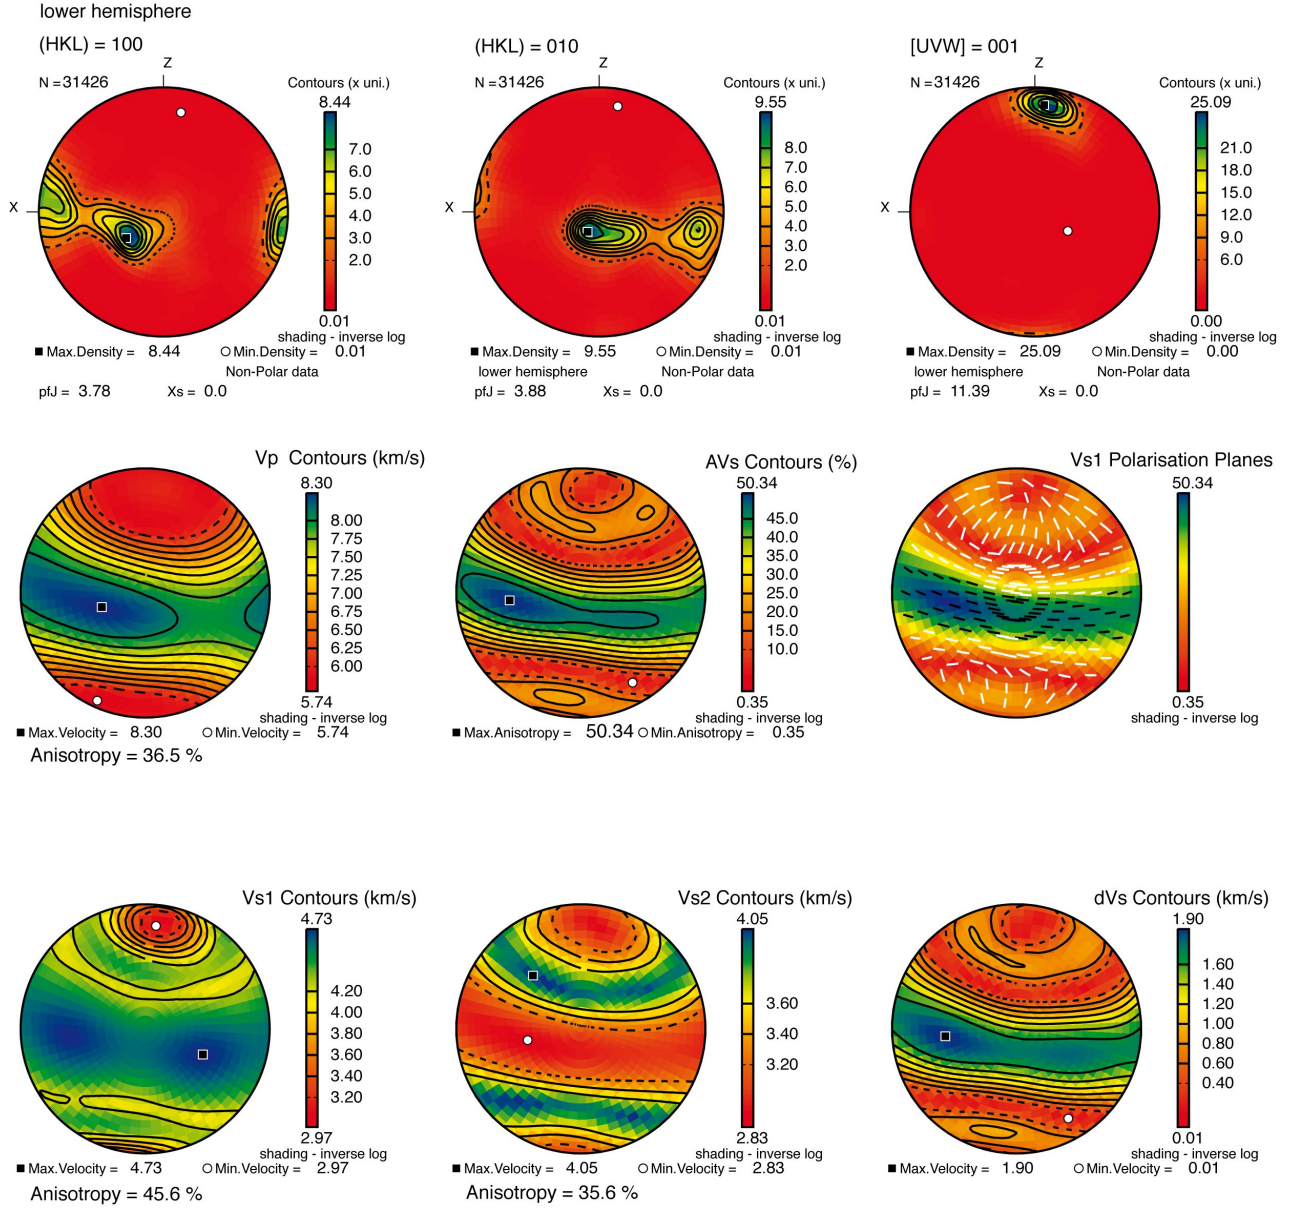 lower hemisphere
(HKL) = 100
(HKL) = 010
[UVW] = 001
Z
Z
Z
N =31426
Contours (x uni.)
N =31426
Contours (x uni.)
N =31426
Contours (x uni.)
8.44
9.55
25.09
7.0
6.0
5.0
4.0
3.0
2.0
8.0
7.0
6.0
5.0
4.0
3.0
2.0
21.0
18.0
15.0
12.0
9.0
6.0
X
X
X
0.01
0.01
0.00
shading - inverse log
shading - inverse log
shading - inverse log
Max.Density = 8.44
Min.Density = 0.01
Max.Density = 9.55
Min.Density = 0.01
Max.Density = 25.09
Min.Density = 0.00
Non-Polar data
lower hemisphere
Non-Polar data
lower hemisphere
Non-Polar data
pfJ = 3.78
Xs = 0.0
pfJ = 3.88
Xs = 0.0
pfJ = 11.39
Xs = 0.0
Vp Contours (km/s)
AVs Contours (%)
Vs1 Polarisation Planes
8.30
50.34
50.34
8.00
7.75
7.50
7.25
7.00
6.75
6.50
6.25
6.00
45.0
40.0
35.0
30.0
25.0
20.0
15.0
10.0
5.74
0.35
0.35
shading - inverse log
shading - inverse log
shading - inverse log
Max.Velocity = 8.30
Min.Velocity = 5.74
Max.Anisotropy = 50.34
Min.Anisotropy = 0.35
Anisotropy = 36.5 %
Vs1 Contours (km/s)
Vs2 Contours (km/s)
dVs Contours (km/s)
4.73
4.05
1.90
4.20
4.00
3.80
3.60
3.40
3.20
3.60
3.40
3.20
1.60
1.40
1.20
1.00
0.80
0.60
0.40
2.97
2.83
0.01
shading - inverse log
shading - inverse log
shading - inverse log
Max.Velocity = 4.73
Min.Velocity = 2.97
Max.Velocity = 4.05
Min.Velocity = 2.83
Max.Velocity = 1.90
Min.Velocity = 0.01
Anisotropy = 45.6 %
Anisotropy = 35.6 %